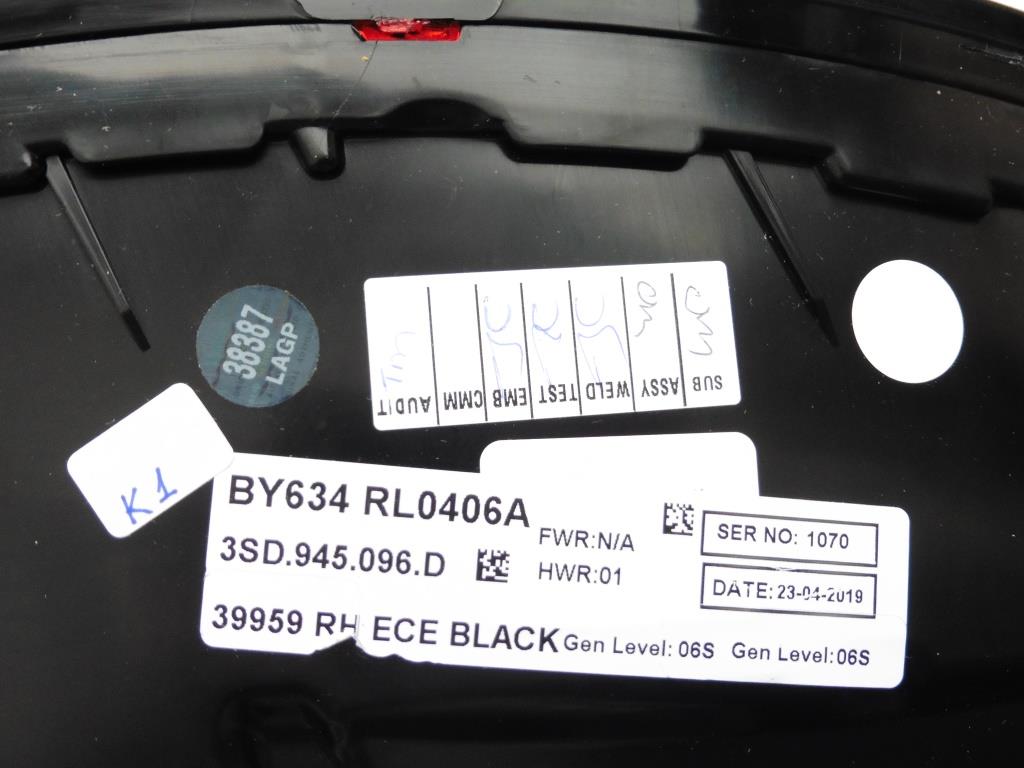 38387
LAGP
AUDIT
CMM
EMB
TEST
WELD
ASSY
SUB
K1
BY634 RL0406A
3SD.945.096.D
FWR:N/A
HWR:01
SER NO: 1070
DATE: 23-04-2019
39959 RH ECE BLACK
Gen Level: 06S Gen Level: 06S